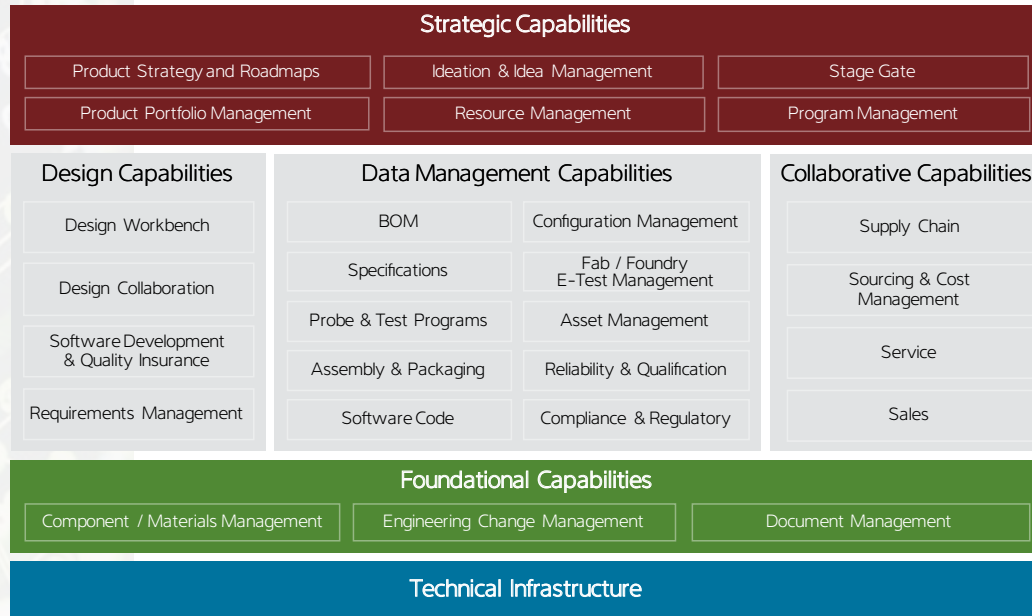 Strategic Capabilities
Product Strategy and Roadmaps
Ideation & Idea Management
Stage Gate
Product Portfolio Management
Resource Management
Program Management
Design Capabilities
Design Workbench
Design Collaboration
Software Development
& Quality Insurance
Requirements Management
Data Management Capabilities
BOM
Configuration Management
Specifications
Fab / Foundry
E-Test Management
Probe & Test Programs
Asset Management
Assembly & Packaging
Reliability & Qualification
Software Code
Compliance & Regulatory
Collaborative Capabilities
Supply Chain
Sourcing & Cost
Management
Service
Sales
Foundational Capabilities
Component / Materials Management
Engineering Change Management
Document Management
Technical Infrastructure